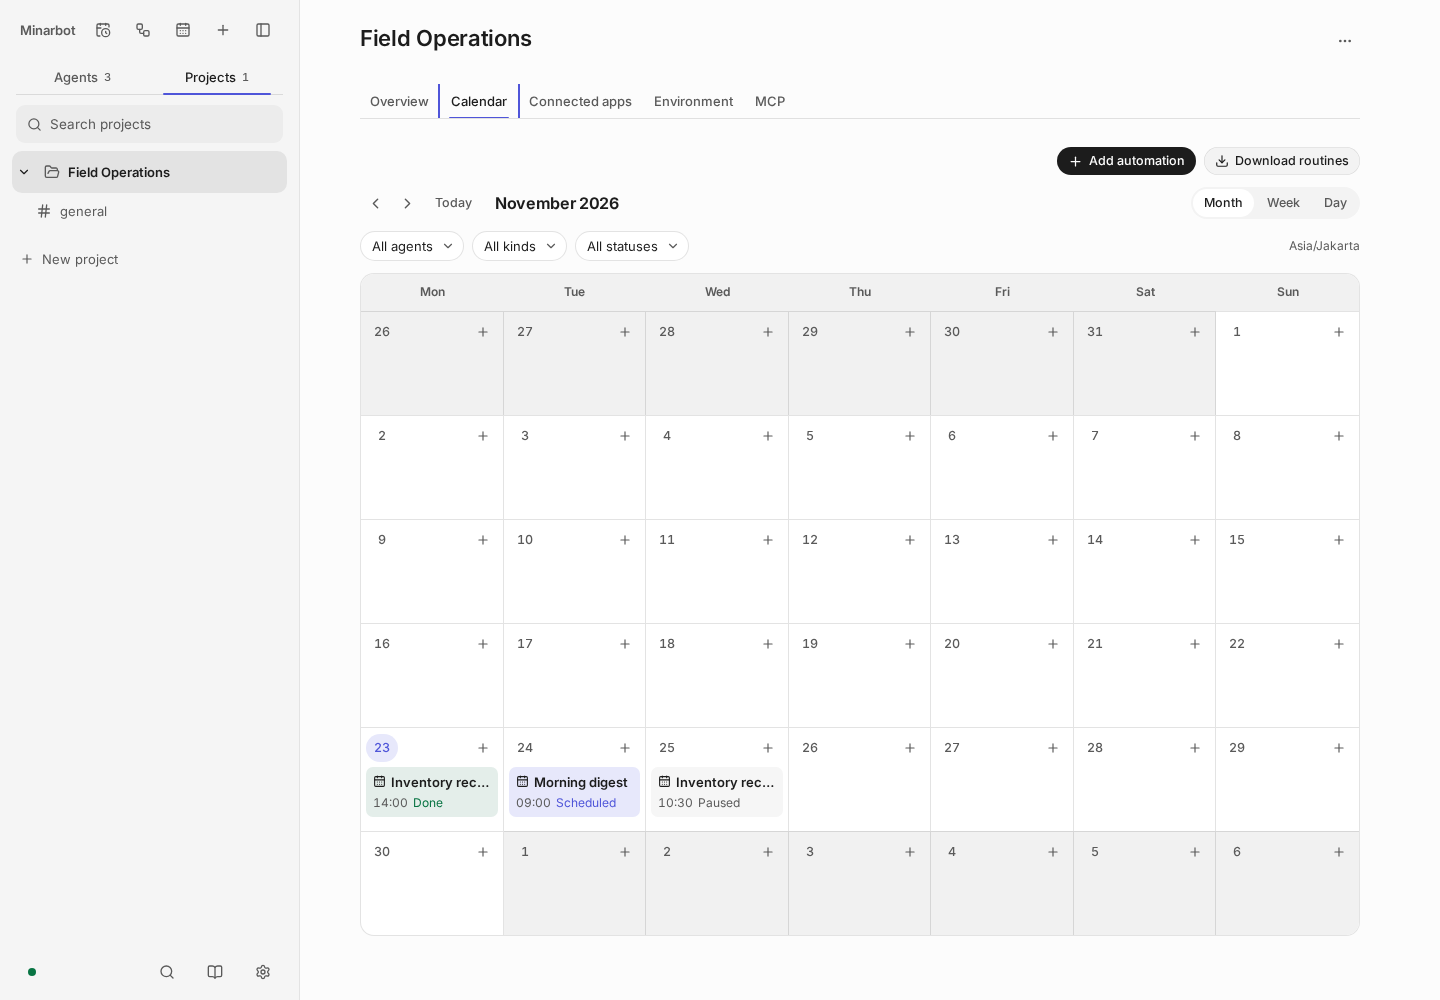 Minarbot
Agents 3
Projects 1
Search projects
Field Operations
general
New project
Field Operations
Overview
Calendar
Connected apps
Environment
MCP
Add automation
Download routines
Today
November 2026
Month
Week
Day
All agents
All kinds
All statuses
Asia/Jakarta
Mon Tue Wed Thu Fri Sat Sun
26 27 28 29 30 31 1
2 3 4 5 6 7 8
9 10 11 12 13 14 15
16 17 18 19 20 21 22
23 24 25 26 27 28 29
Inventory rec...
14:00 Done
Morning digest
09:00 Scheduled
Inventory rec...
10:30 Paused
30 1 2 3 4 5 6